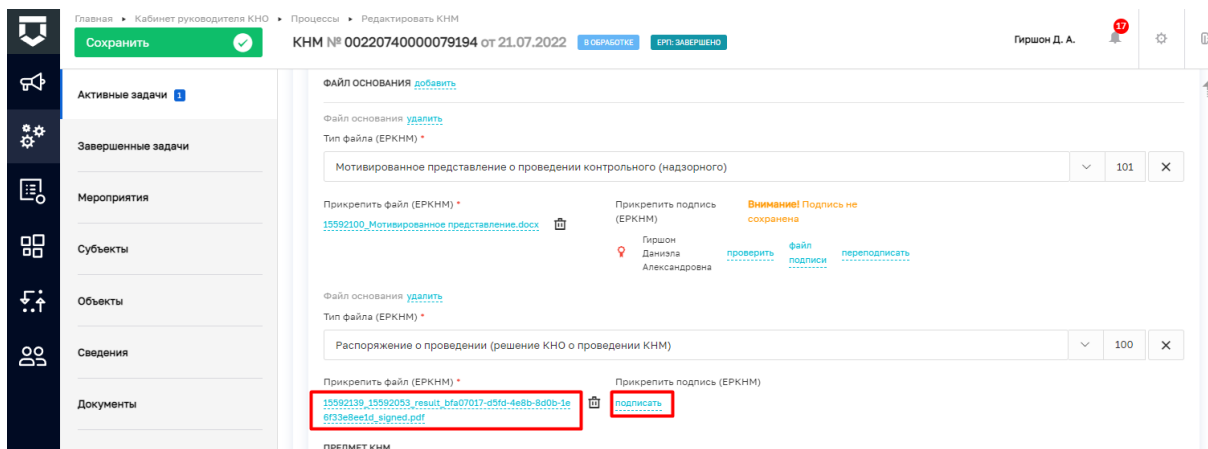 Главная ▸ Кабинет руководителя КНО ▸ Процессы ▸ Редактировать КНМ
Сохранить
КНМ № 00220740000079194 от 21.07.2022 В ОБРАБОТКЕ ЕРП: ЗАВЕРШЕНО
Гиршон Д. А.
17
Активные задачи 1
Завершенные задачи
Мероприятия
Субъекты
Объекты
Сведения
Документы
ФАЙЛ ОСНОВАНИЯ добавить
Файл основания удалить
Тип файла (ЕРКНМ) *
Мотивированное представление о проведении контрольного (надзорного) 101
Прикрепить файл (ЕРКНМ) *
15592100_Мотивированное представление.docx
Прикрепить подпись
(ЕРКНМ)
Внимание! Подпись не
сохранена
Гиршон
Даниэла
Александровна
проверить
файл
подписи
переподписать
Файл основания удалить
Тип файла (ЕРКНМ) *
Распоряжение о проведении (решение КНО о проведении КНМ) 100
Прикрепить файл (ЕРКНМ) *
15592139_15592053_result_bfa07017-d5fd-4e8b-8d0b-1e
6f33e8ee1d_signed.pdf
Прикрепить подпись (ЕРКНМ)
подписать
ПРЕДМЕТ КНМ